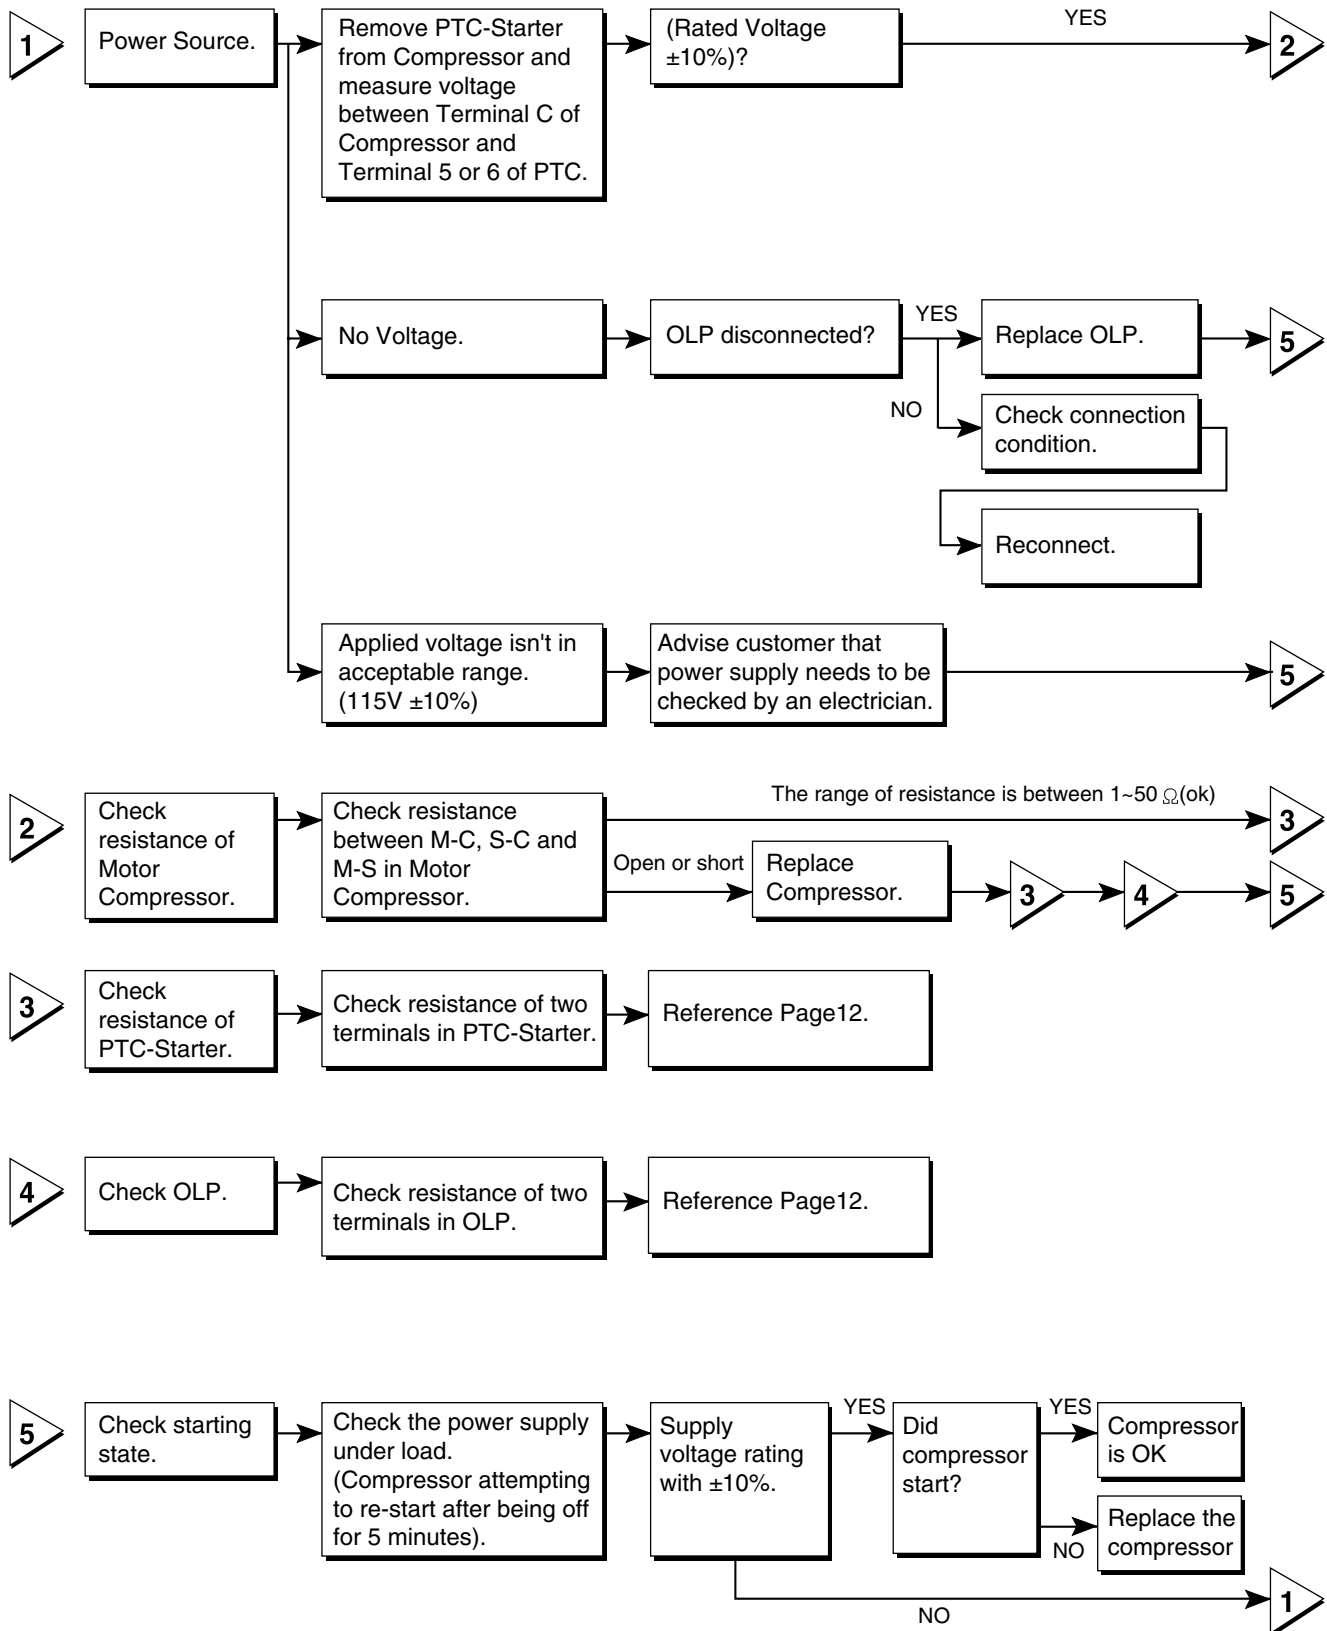 1
Power Source.
Remove PTC-Starter
from Compressor and
measure voltage
between Terminal C of
Compressor and
Terminal 5 or 6 of PTC.
(Rated Voltage
±10%)?
YES
2
No Voltage.
OLP disconnected?
YES
Replace OLP.
5
NO
Check connection
condition.
Reconnect.
Applied voltage isn't in
acceptable range.
(115V ±10%)
Advise customer that
power supply needs to be
checked by an electrician.
5
2
Check
resistance of
Motor
Compressor.
Check resistance
between M-C, S-C and
M-S in Motor
Compressor.
The range of resistance is between 1~50 Ω(ok)
3
Open or short
Replace
Compressor.
3
4
5
3
Check
resistance of
PTC-Starter.
Check resistance of two
terminals in PTC-Starter.
Reference Page12.
4
Check OLP.
Check resistance of two
terminals in OLP.
Reference Page12.
5
Check starting
state.
Check the power supply
under load.
(Compressor attempting
to re-start after being off
for 5 minutes).
Supply
voltage rating
with ±10%.
YES
Did
compressor
start?
YES
Compressor
is OK
NO
Replace the
compressor
NO
1